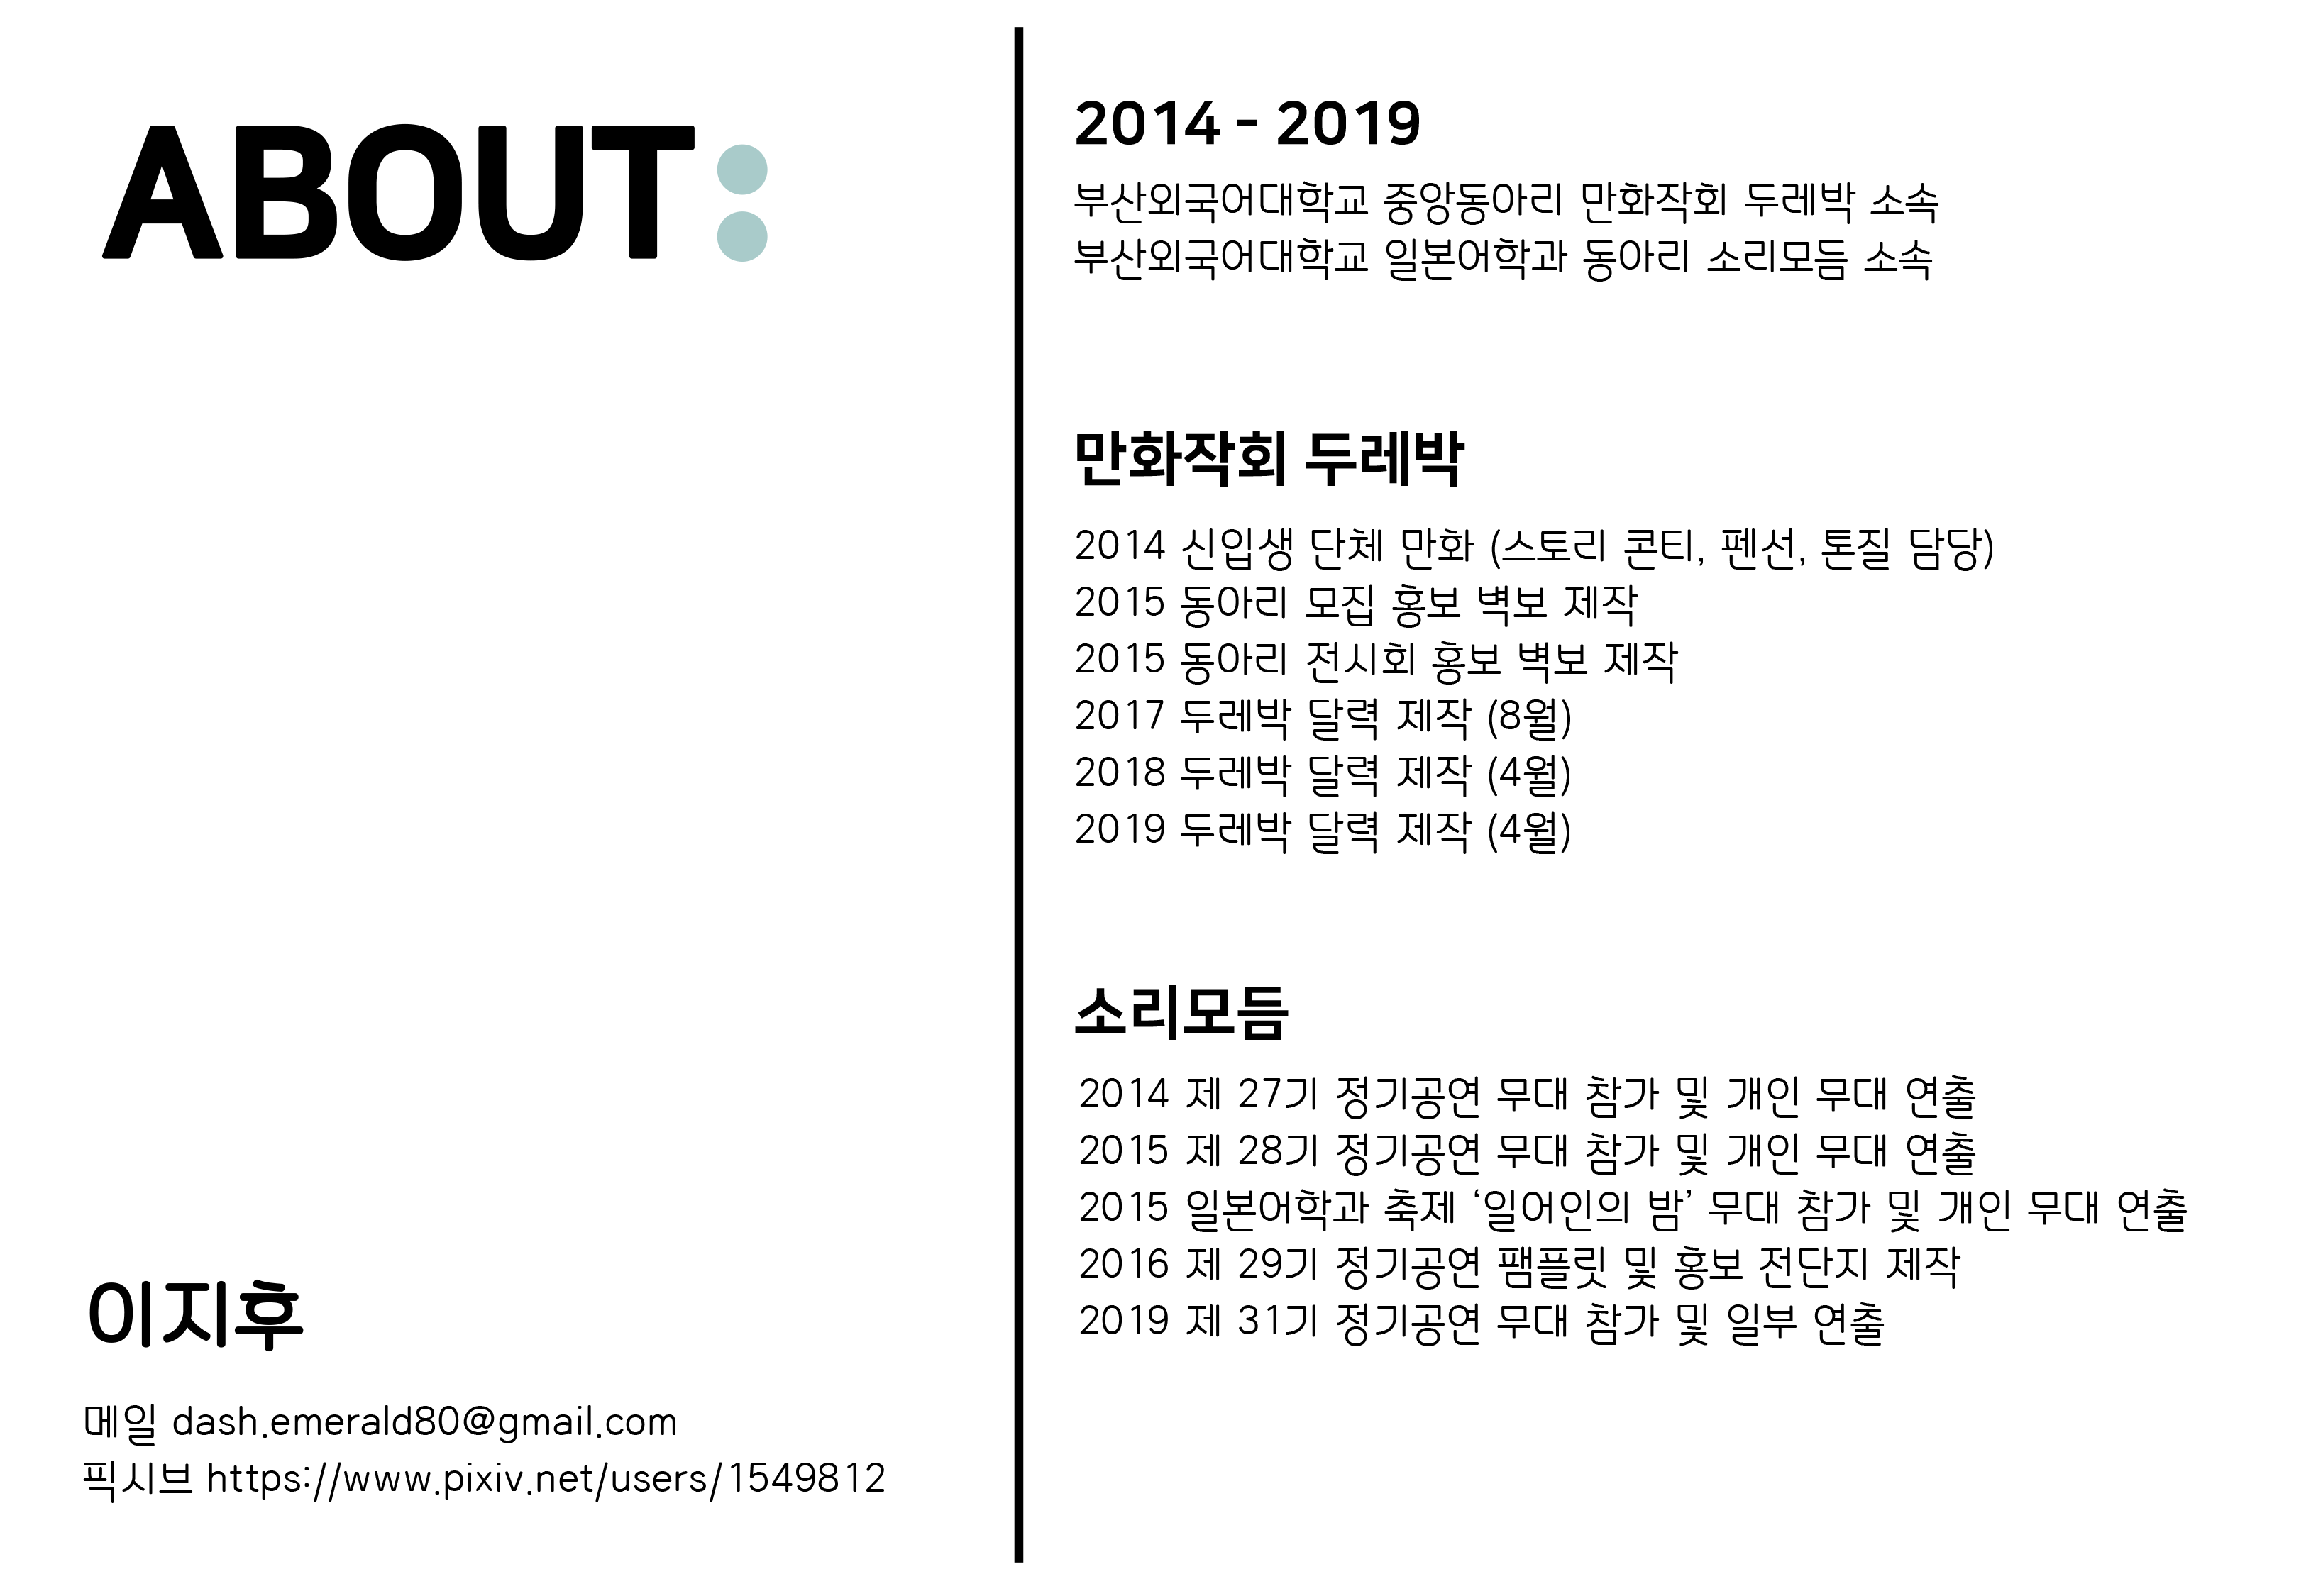 ABOUT:
이지후
메일 dash.emerald80@gmail.com
픽시브 https://www.pixiv.net/users/1549812
2014 - 2019
부산외국어대학교 중앙동아리 만화작회 두레박 소속
부산외국어대학교 일본어학과 동아리 소리모듬 소속
만화작회 두레박
2014 신입생 단체 만화 (스토리 콘티, 펜선, 톤질 담당)
2015 동아리 모집 홍보 벽보 제작
2015 동아리 전시회 홍보 벽보 제작
2017 두레박 달력 제작 (8월)
2018 두레박 달력 제작 (4월)
2019 두레박 달력 제작 (4월)
소리모듬
2014 제 27기 정기공연 무대 참가 및 개인 무대 연출
2015 제 28기 정기공연 무대 참가 및 개인 무대 연출
2015 일본어학과 축제 ‘일어인의 밤’ 무대 참가 및 개인 무대 연출
2016 제 29기 정기공연 팸플릿 및 홍보 전단지 제작
2019 제 31기 정기공연 무대 참가 및 일부 연출